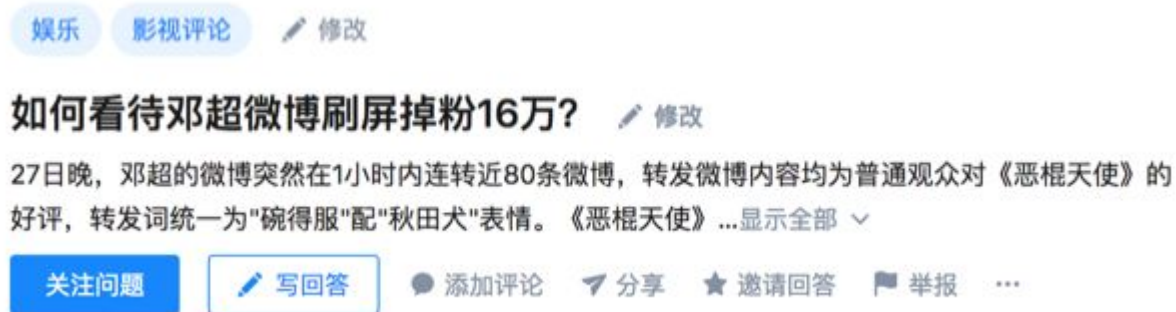 娱乐 影视评论 修改
如何看待邓超微博刷屏掉粉16万? 修改
27日晚，邓超的微博突然在1小时内连转近80条微博，转发微博内容均为普通观众对《恶棍天使》的
好评，转发词统一为"碗得服"配"秋田犬"表情。《恶棍天使》...显示全部
关注问题 写回答 添加评论 分享 邀请回答 举报 ...